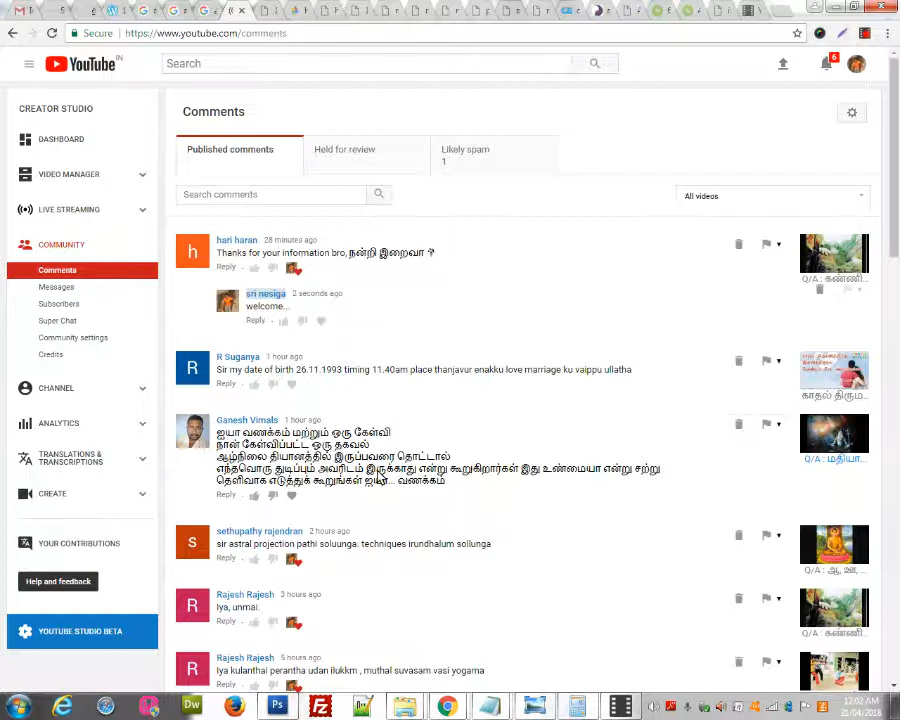 Secure
https://www.youtube.com/comments
YouTube IN
Search
6
CREATOR STUDIO
DASHBOARD
VIDEO MANAGER
LIVE STREAMING
COMMUNITY
Comments
Messages
Subscribers
Super Chat
Community settings
Credits
CHANNEL
ANALYTICS
TRANSLATIONS &
TRANSCRIPTIONS
CREATE
YOUR CONTRIBUTIONS
Help and feedback
YOUTUBE STUDIO BETA
Comments
Published comments
Held for review
Likely spam
1
Search comments
All videos
h
hari haran 28 minutes ago
Thanks for your information bro, நன்றி இறைவா
Reply
Q/A : கண்ணி...
sri nesiga 2 seconds ago
welcome...
Reply
R
R Suganya 1 hour ago
Sir my date of birth 26.11.1993 timing 11.40am place thanjavur enakku love marriage ku vaippu ullatha
Reply
காதல் திரும...
Ganesh Vimals 1 hour ago
ஐயா வணக்கம் மற்றும் ஒரு கேள்வி
நான் கேள்விப்பட்ட ஒரு தகவல்
ஆழ்நிலை தியானத்தில் இருப்பவரை தொட்டால்
எந்தவொரு துடிப்பும் அவரிடம் இருக்காது என்று கூறுகிறார்கள் இது உண்மையா என்று சற்று
தெளிவாக எடுத்துக் கூறுங்கள் ஐயா... வணக்கம்
Reply
Q/A : மதியா...
s
sethupathy rajendran 2 hours ago
sir astral projection pathi soluunga. techniques irundhalum sollunga
Reply
Q/A : ஆ, ஊ, ...
R
Rajesh Rajesh 3 hours ago
Iya, unmai.
Reply
Q/A : கண்ணி...
R
Rajesh Rajesh 5 hours ago
Iya kulanthai perantha udan ilukkm , muthal suvasam vasi yogama
Reply
Dw
Ps
12:02 AM
21/04/2018